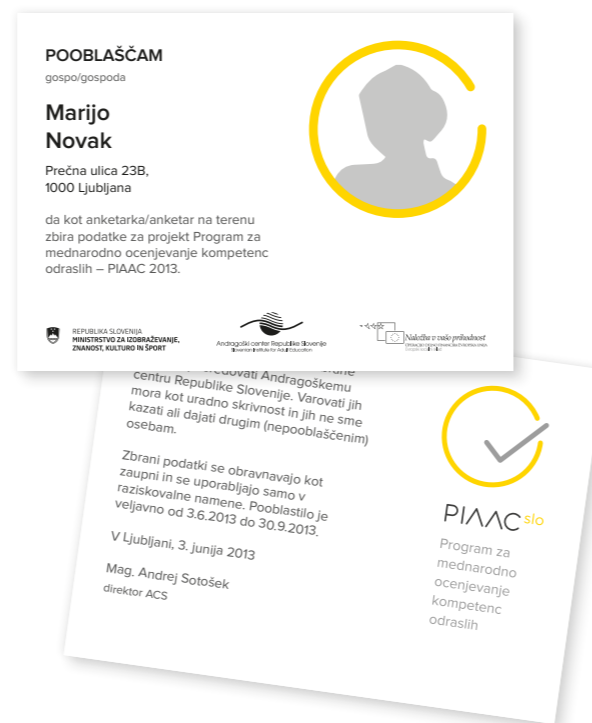 POOBLAŠČAM
gospo/gospoda
Marijo
Novak
Prečna ulica 23B,
1000 Ljubljana
da kot anketarka/anketar na terenu
zbira podatke za projekt Program za
mednarodno ocenjevanje kompetenc
odraslih – PIAAC 2013.
REPUBLIKA SLOVENIJA
MINISTRSTVO ZA IZOBRAŽEVANJE,
ZNANOST, KULTURO IN ŠPORT
Andragoški center Republike Slovenije
Slovenian Institute for Adult Education
Naložba v vašo prihodnost
centru Republike Slovenije. Varovati jih
mora kot uradno skrivnost in jih ne sme
kazati ali dajati drugim (nepooblaščenim)
osebam.
Zbrani podatki se obravnavajo kot
zaupni in se uporabljajo samo v
raziskovalne namene. Pooblastilo je
veljavno od 3.6.2013 do 30.9.2013.
V Ljubljani, 3. junija 2013
Mag. Andrej Sotošek
direktor ACS
PIAAC slo
Program za
mednarodno
ocenjevanje
kompetenc
odraslih